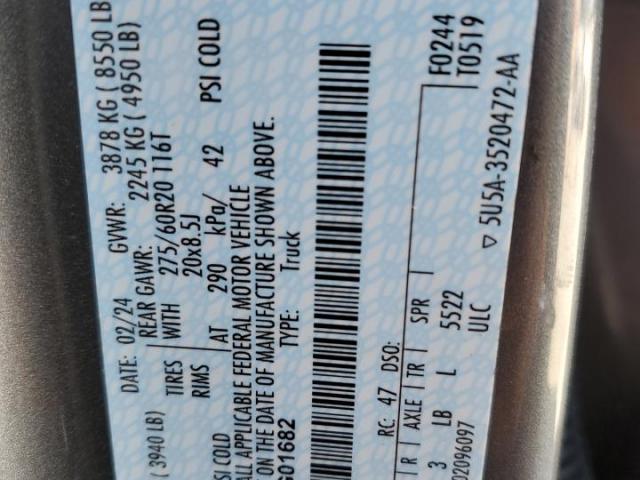 DATE: 02/24 GVWR: 3878 KG ( 8550 LB
REAR GAWR: 2245 KG ( 4950 LB)
( 3940 LB) TIRES WITH 275/60R20 116T
RIMS 20x8.5J
PSI COLD AT 290 kPa/ 42 PSI COLD
ALL APPLICABLE FEDERAL MOTOR VEHICLE
ON THE DATE OF MANUFACTURE SHOWN ABOVE.
G01682 TYPE: Truck
RC: 47 DSO: F0244
T0519
R AXLE TR SPR
3 LB L 5522
02096097 ULC ▽ 5U5A-3520472-AA